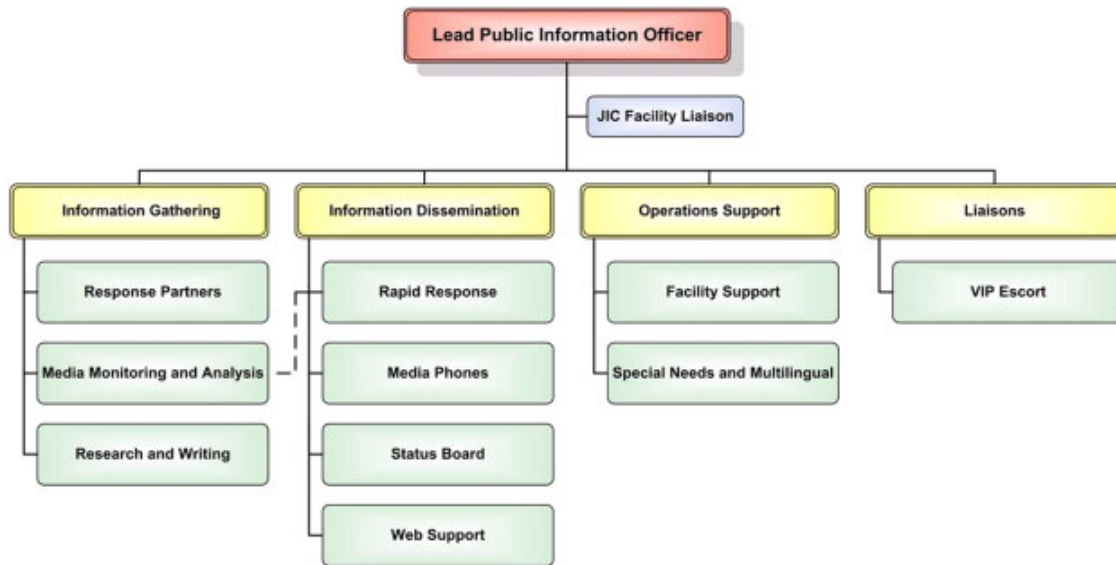 Lead Public Information Officer
JIC Facility Liaison
Information Gathering
Information Dissemination
Operations Support
Liaisons
Response Partners
Rapid Response
Facility Support
VIP Escort
Media Monitoring and Analysis
Media Phones
Special Needs and Multilingual
Research and Writing
Status Board
Web Support